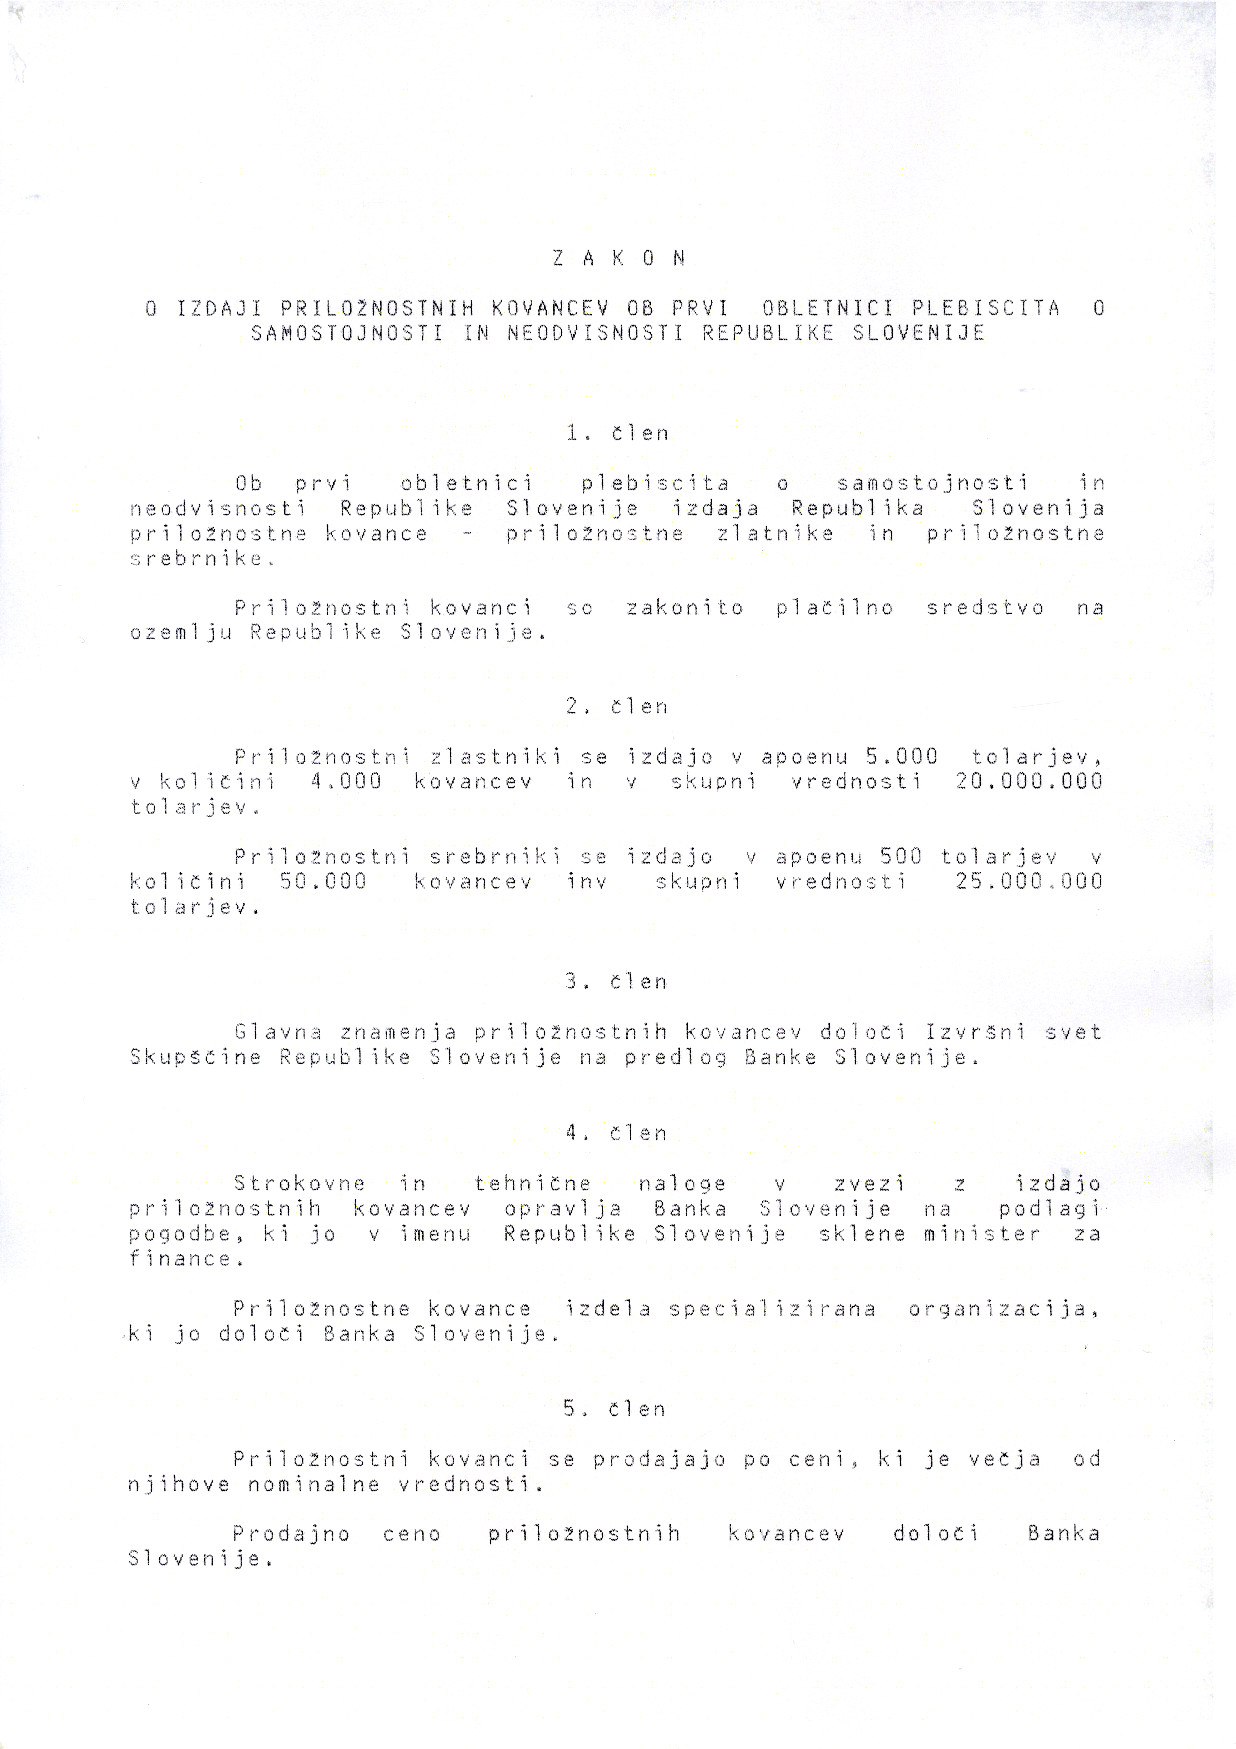 Z A K O N
O IZDAJI PRILOŽNOSTNIH KOVANCEV OB PRVI OBLETNICI PLEBISCITA O
SAMOSTOJNOSTI IN NEODVISNOSTI REPUBLIKE SLOVENIJE
1. člen
Ob prvi obletnici plebiscita o samostojnosti in
neodvisnosti Republike Slovenije izdaja Republika Slovenija
priložnostne kovance - priložnostne zlatnike in priložnostne
srebrnike.
Priložnostni kovanci so zakonito plačilno sredstvo na
ozemlju Republike Slovenije.
2. člen
Priložnostni zlastniki se izdajo v apoenu 5.000 tolarjev,
v količini 4.000 kovancev in v skupni vrednosti 20.000.000
tolarjev.
Priložnostni srebrniki se izdajo v apoenu 500 tolarjev v
količini 50.000 kovancev inv skupni vrednosti 25.000.000
tolarjev.
3. člen
Glavna znamenja priložnostnih kovancev določi Izvršni svet
Skupščine Republike Slovenije na predlog Banke Slovenije.
4. člen
Strokovne in tehnične naloge v zvezi z izdajo
priložnostnih kovancev opravlja Banka Slovenije na podlagi
pogodbe, ki jo v imenu Republike Slovenije sklene minister za
finance.
Priložnostne kovance izdela specializirana organizacija,
ki jo določi Banka Slovenije.
5. člen
Priložnostni kovanci se prodajajo po ceni, ki je večja od
njihove nominalne vrednosti.
Prodajno ceno priložnostnih kovancev določi Banka
Slovenije.